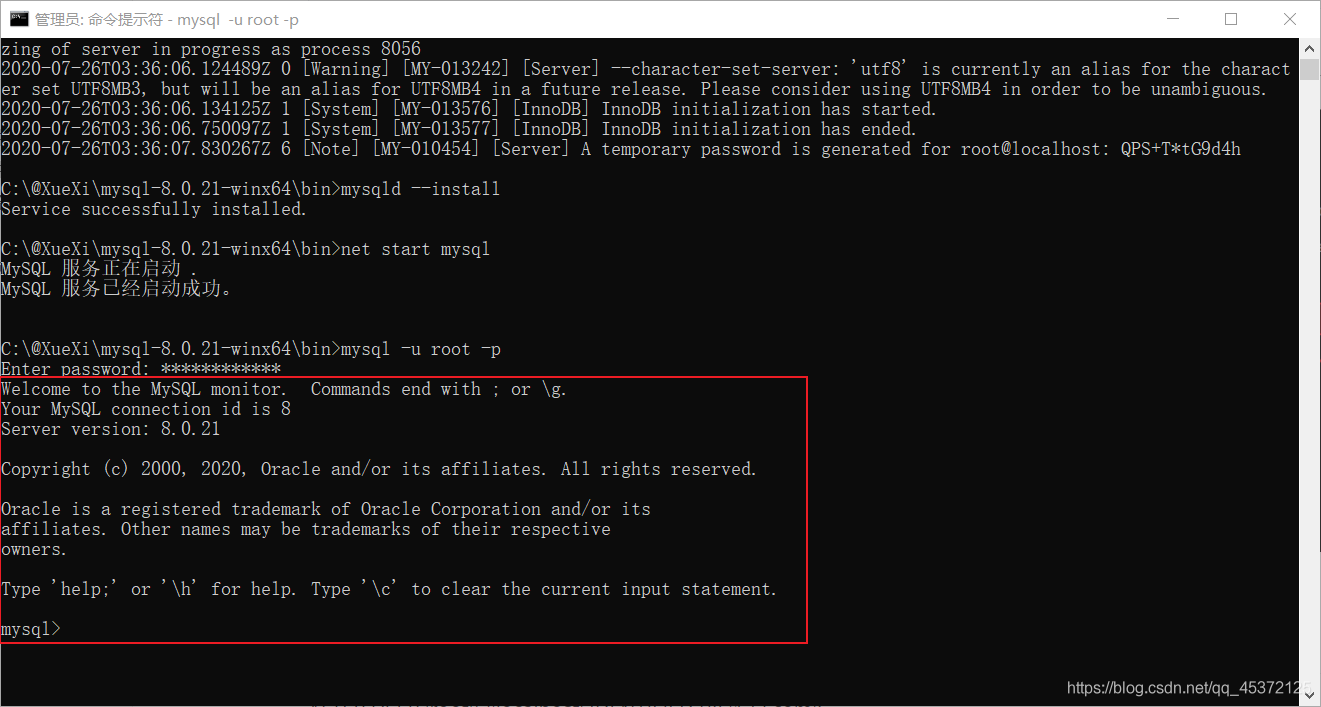 管理员: 命令提示符 - mysql  -u root -p
zing of server in progress as process 8056
2020-07-26T03:36:06.124489Z 0 [Warning] [MY-013242] [Server] --character-set-server: 'utf8' is currently an alias for the charact
er set UTF8MB3, but will be an alias for UTF8MB4 in a future release. Please consider using UTF8MB4 in order to be unambiguous.
2020-07-26T03:36:06.134125Z 1 [System] [MY-013576] [InnoDB] InnoDB initialization has started.
2020-07-26T03:36:06.750097Z 1 [System] [MY-013577] [InnoDB] InnoDB initialization has ended.
2020-07-26T03:36:07.830267Z 6 [Note] [MY-010454] [Server] A temporary password is generated for root@localhost: QPS+T*tG9d4h
C:\@XueXi\mysql-8.0.21-winx64\bin>mysqld --install
Service successfully installed.
C:\@XueXi\mysql-8.0.21-winx64\bin>net start mysql
MySQL 服务正在启动 .
MySQL 服务已经启动成功。
C:\@XueXi\mysql-8.0.21-winx64\bin>mysql -u root -p
Enter password: ************
Welcome to the MySQL monitor.  Commands end with ; or \g.
Your MySQL connection id is 8
Server version: 8.0.21
Copyright (c) 2000, 2020, Oracle and/or its affiliates. All rights reserved.
Oracle is a registered trademark of Oracle Corporation and/or its
affiliates. Other names may be trademarks of their respective
owners.
Type 'help;' or '\h' for help. Type '\c' to clear the current input statement.
mysql>
https://blog.csdn.net/qq_45372125